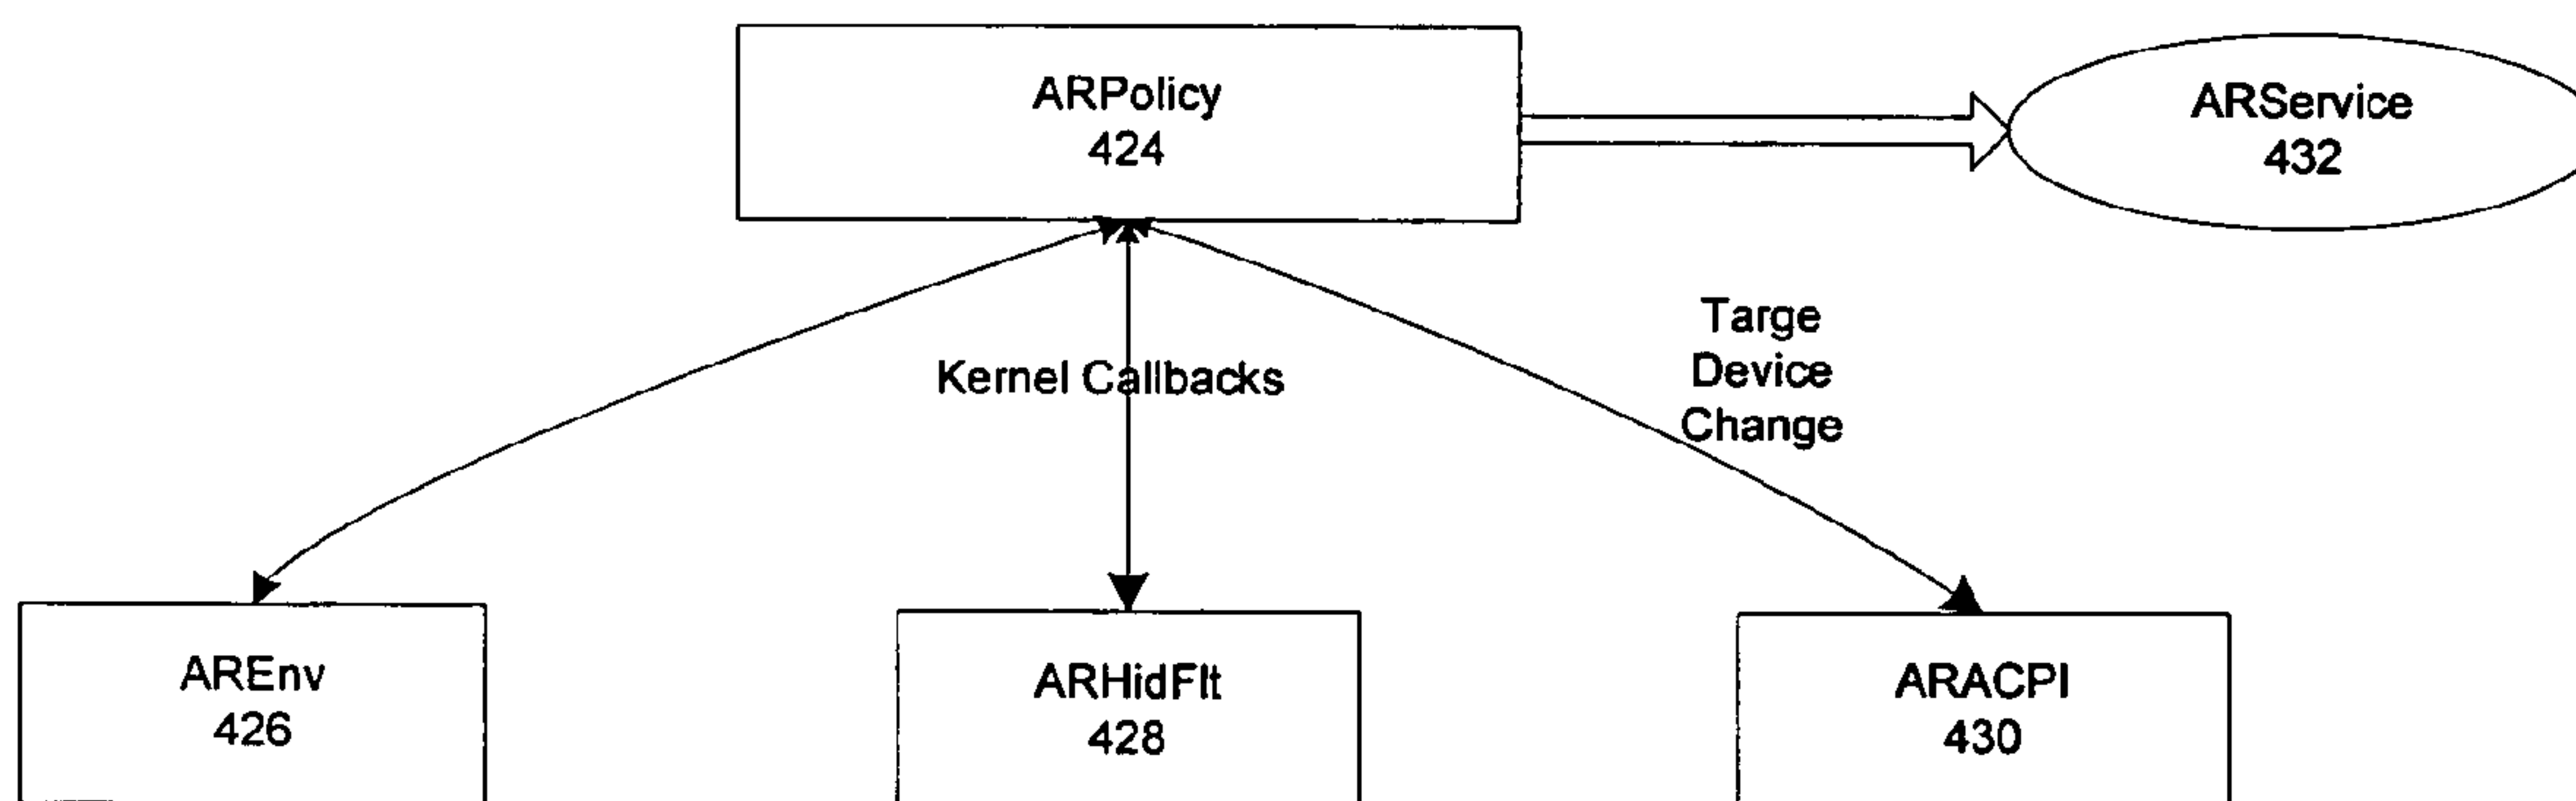 ARPolicy
424
ARService
432
Targe
Device
Change
Kernel Callbacks
AREnv
426
ARHidFlt
428
ARACPI
430